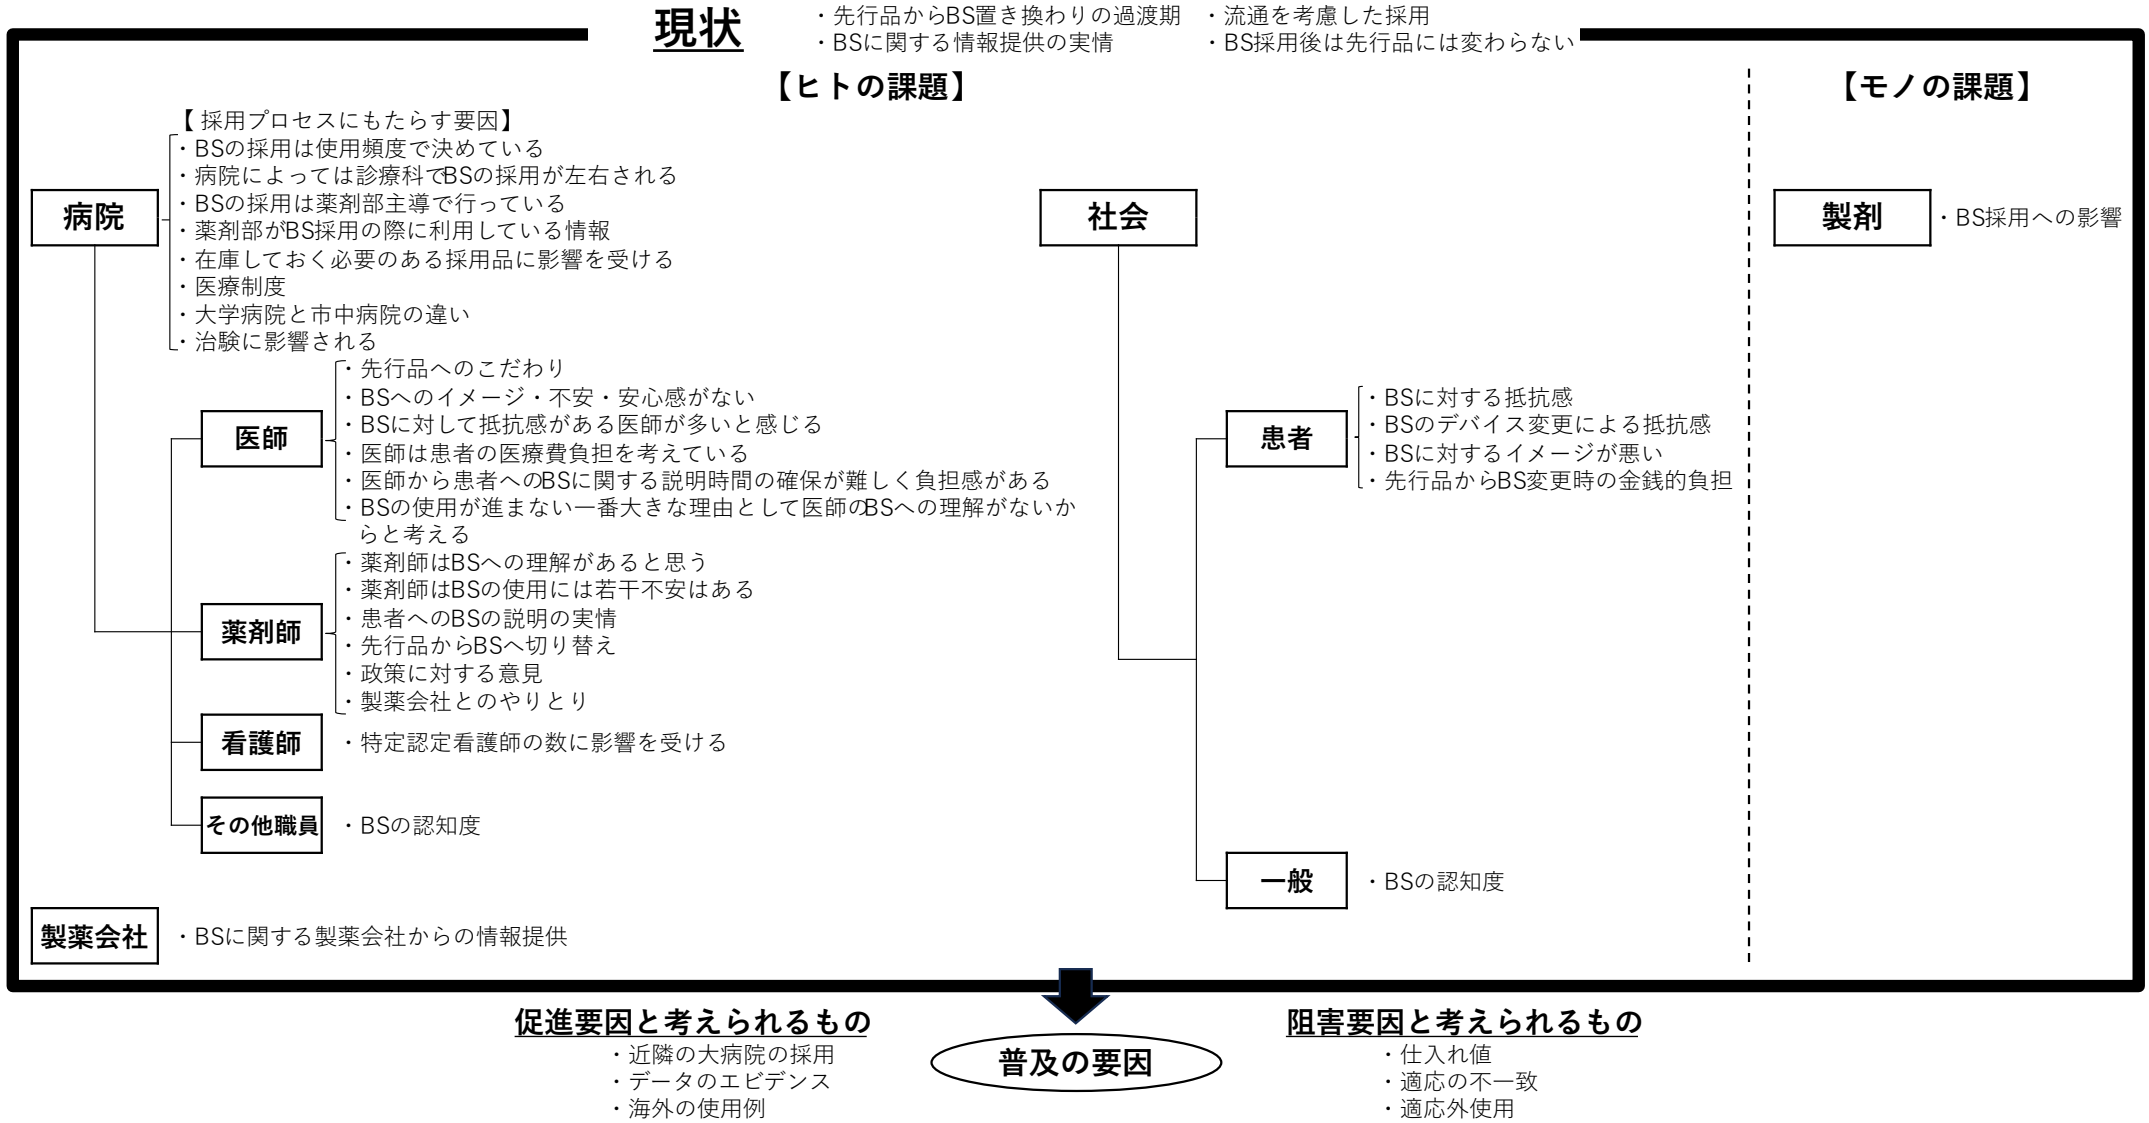 現状
・先行品からBS置き換わりの過渡期
・BSに関する情報提供の実情
・流通を考慮した採用
・BS採用後は先行品には変わらない
【ヒトの課題】
【採用プロセスにもたらす要因】
病院
・BSの採用は使用頻度で決めている
・病院によっては診療科でBSの採用が左右される
・BSの採用は薬剤部主導で行っている
・薬剤部がBS採用の際に利用している情報
・在庫しておく必要のある採用品に影響を受ける
・医療制度
・大学病院と市中病院の違い
・治験に影響される
医師
・先行品へのこだわり
・BSへのイメージ・不安・安心感がない
・BSに対して抵抗感がある医師が多いと感じる
・医師は患者の医療費負担を考えている
・医師から患者へのBSに関する説明時間の確保が難しく負担感がある
・BSの使用が進まない一番大きな理由として医師のBSへの理解がないか
らと考える
薬剤師
・薬剤師はBSへの理解があると思う
・薬剤師はBSの使用には若干不安はある
・患者へのBSの説明の実情
・先行品からBSへ切り替え
・政策に対する意見
・製薬会社とのやりとり
看護師
・特定認定看護師の数に影響を受ける
その他職員
・BSの認知度
製薬会社
・BSに関する製薬会社からの情報提供
社会
患者
・BSに対する抵抗感
・BSのデバイス変更による抵抗感
・BSに対するイメージが悪い
・先行品からBS変更時の金銭的負担
一般
・BSの認知度
【モノの課題】
製剤
・BS採用への影響
促進要因と考えられるもの
・近隣の大病院の採用
・データのエビデンス
・海外の使用例
普及の要因
阻害要因と考えられるもの
・仕入れ値
・適応の不一致
・適応外使用